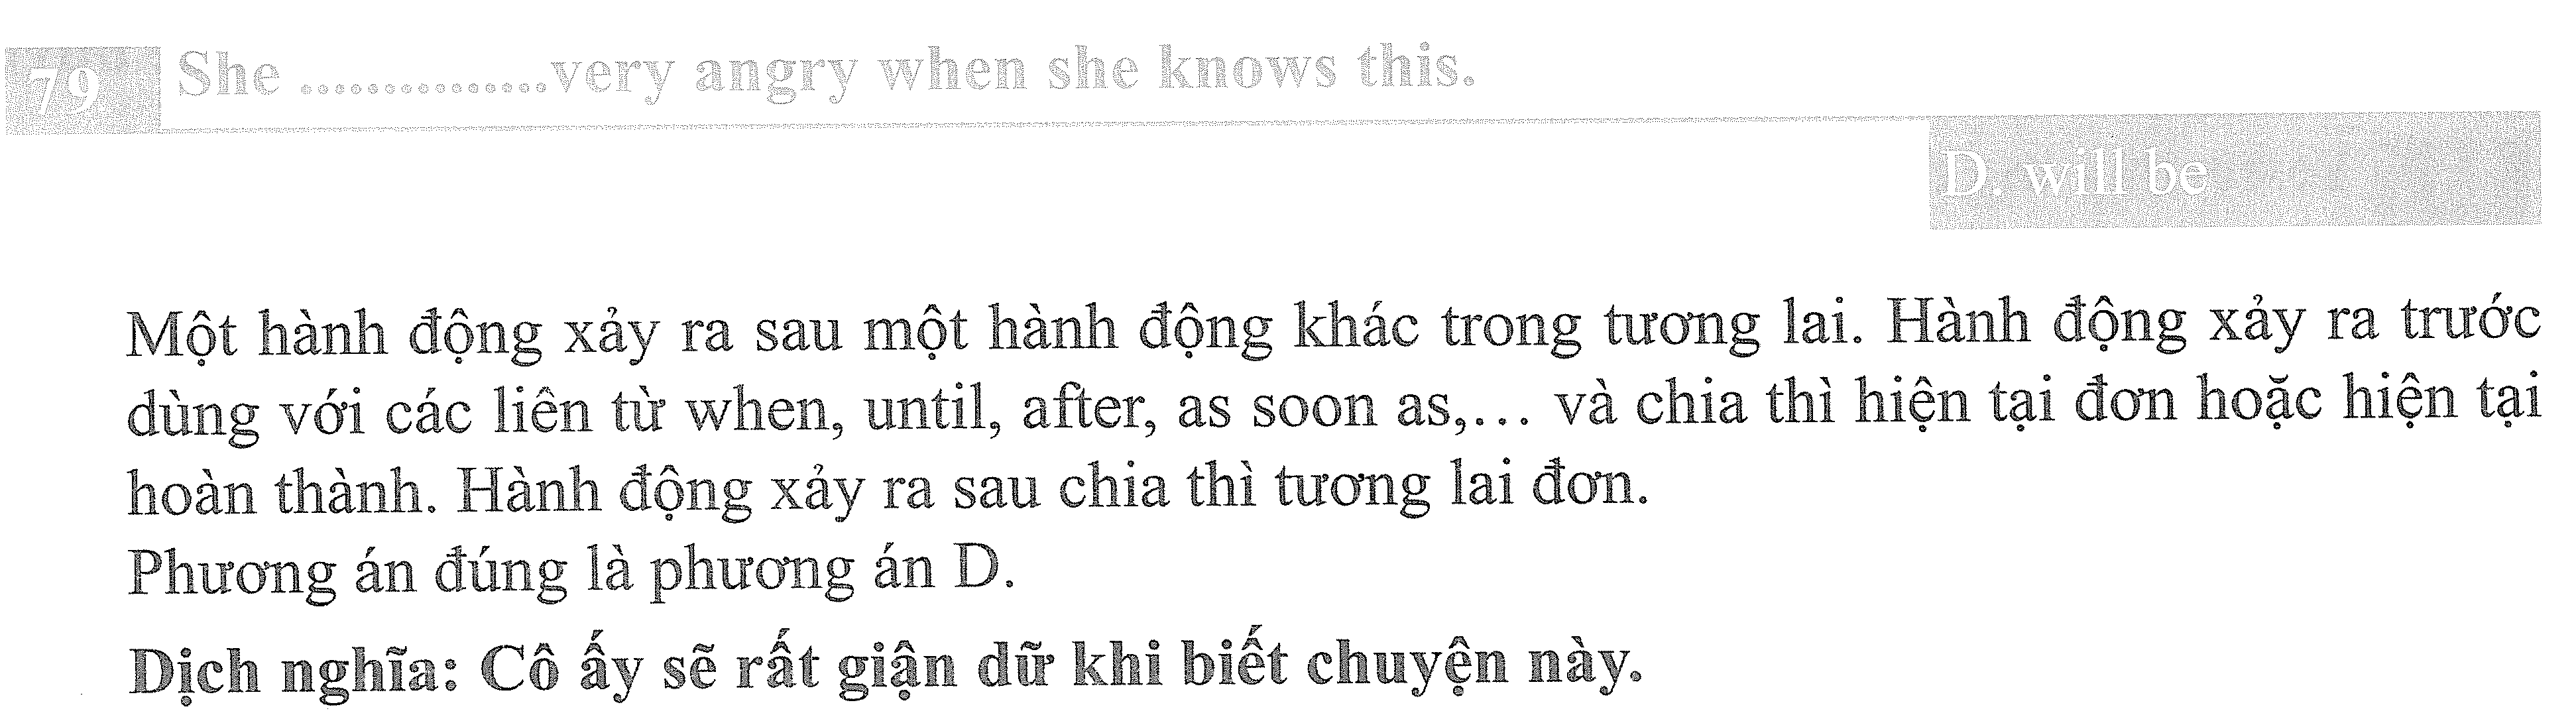 79 She ...............very angry when she knows this.
D. will be
Một hành động xảy ra sau một hành động khác trong tương lai. Hành động xảy ra trước
dùng với các liên từ when, until, after, as soon as,... và chia thì hiện tại đơn hoặc hiện tại
hoàn thành. Hành động xảy ra sau chia thì tương lai đơn.
Phương án đúng là phương án D.
Dịch nghĩa: Cô ấy sẽ rất giận dữ khi biết chuyện này.